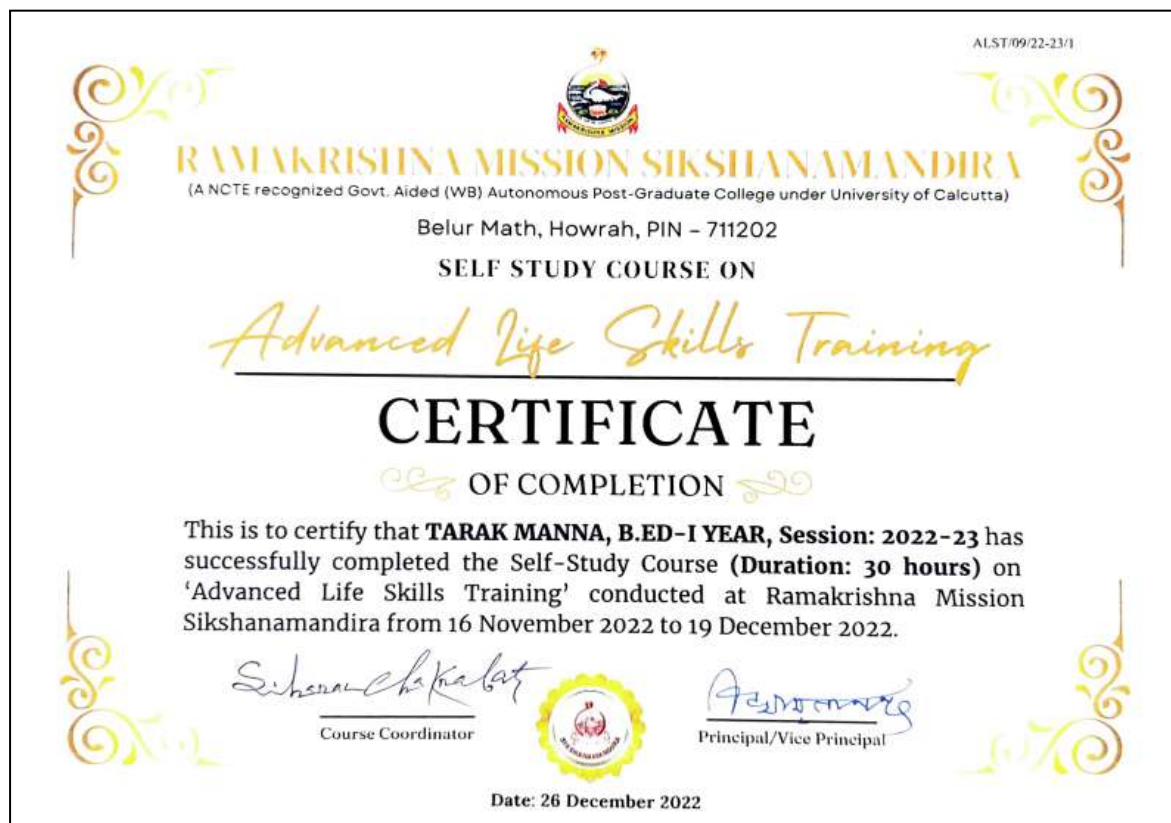 ALST/09/22-23/1
RAMAKRISHNA MISSION
RAMAKRISHNA MISSION SIKSHANAMANDIRA
(A NCTE recognized Govt. Aided (WB) Autonomous Post-Graduate College under University of Calcutta)
Belur Math, Howrah, PIN – 711202
SELF STUDY COURSE ON
Advanced Life Skills Training
CERTIFICATE
OF COMPLETION
This is to certify that TARAK MANNA, B.ED-I YEAR, Session: 2022-23 has
successfully completed the Self-Study Course (Duration: 30 hours) on
‘Advanced Life Skills Training’ conducted at Ramakrishna Mission
Sikshanamandira from 16 November 2022 to 19 December 2022.
Course Coordinator
SIKSHANAMANDIRA
Principal/Vice Principal
Date: 26 December 2022